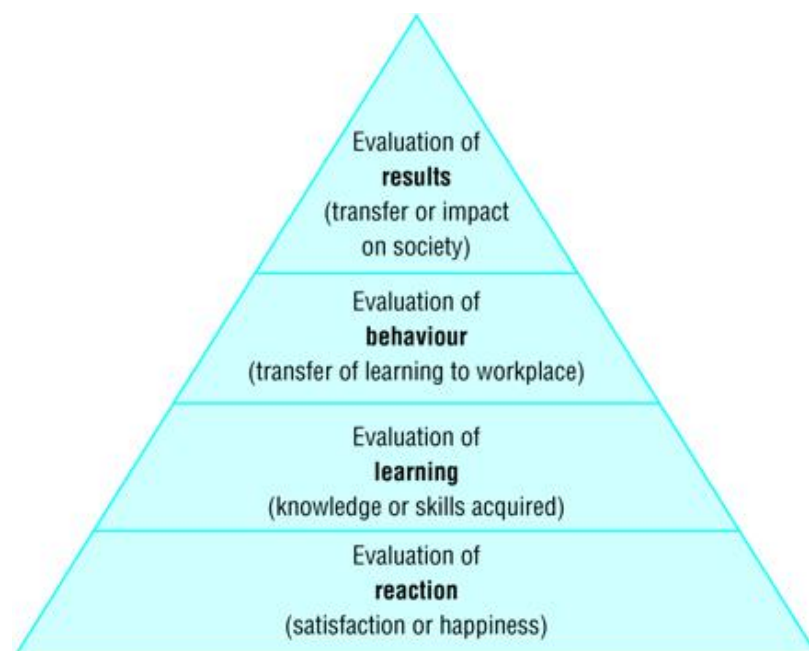 Evaluation of
results
(transfer or impact
on society)
Evaluation of
behaviour
(transfer of learning to workplace)
Evaluation of
learning
(knowledge or skills acquired)
Evaluation of
reaction
(satisfaction or happiness)